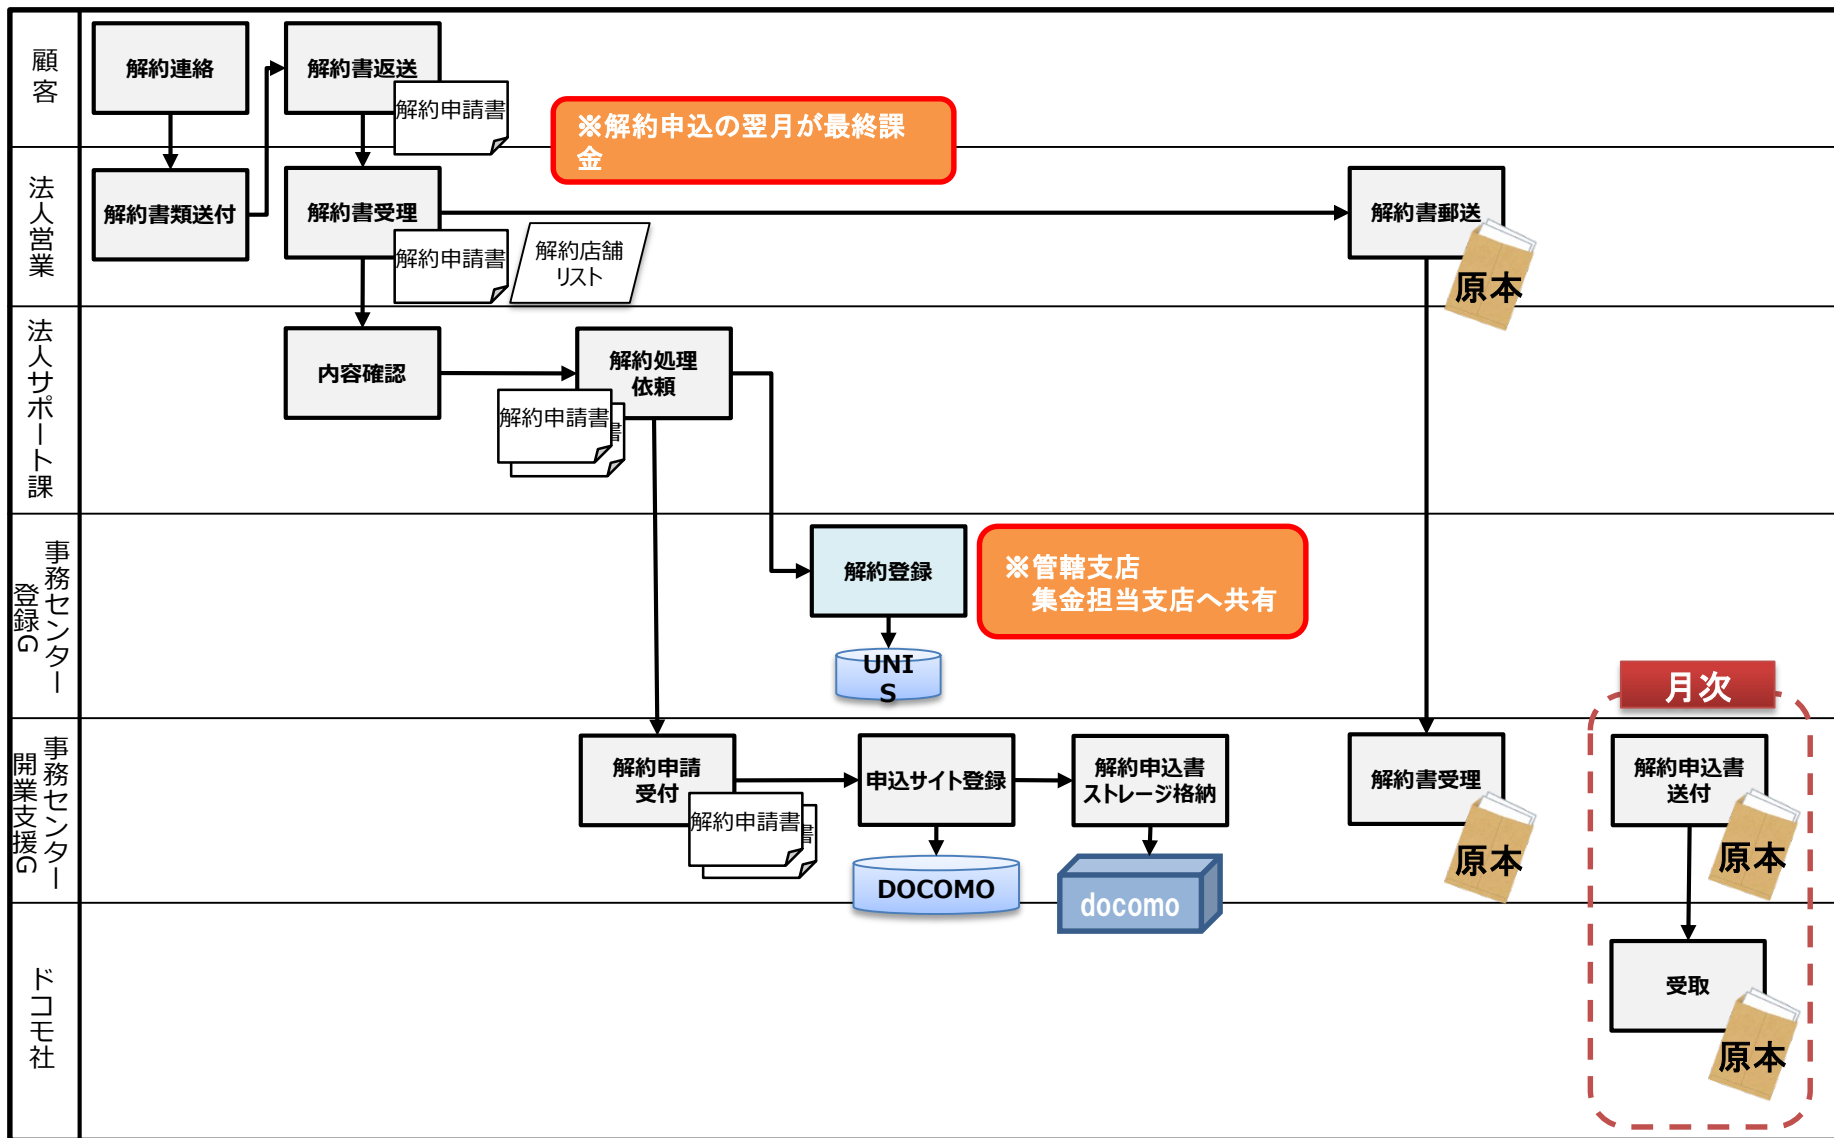 顧客
解約連絡
解約書返送
解約申請書
※解約申込の翌月が最終課
金
法人営業
解約書類送付
解約書受理
解約申請書
解約店舗
リスト
解約書郵送
原本
法人サポート課
内容確認
解約処理
依頼
解約申請書
書
事務センター
登録G
解約登録
※管轄支店
集金担当支店へ共有
UNI
S
月次
事務センター
開業支援G
解約申請
受付
解約申請書
書
申込サイト登録
DOCOMO
解約申込書
ストレージ格納
docomo
解約書受理
原本
解約申込書
送付
原本
ドコモ社
受取
原本